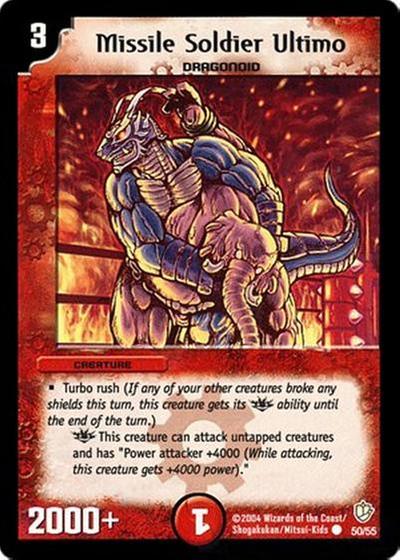 3
Missile Soldier Ultimo
DRAGONOID
CREATURE
▪ Turbo rush (If any of your other creatures broke any
shields this turn, this creature gets its ability until
the end of the turn.)
This creature can attack untapped creatures
and has "Power attacker +4000 (While attacking,
this creature gets +4000 power)."
2000+
1
©2004 Wizards of the Coast/
Shogakukan/Mitsui-Kids ● 50/55